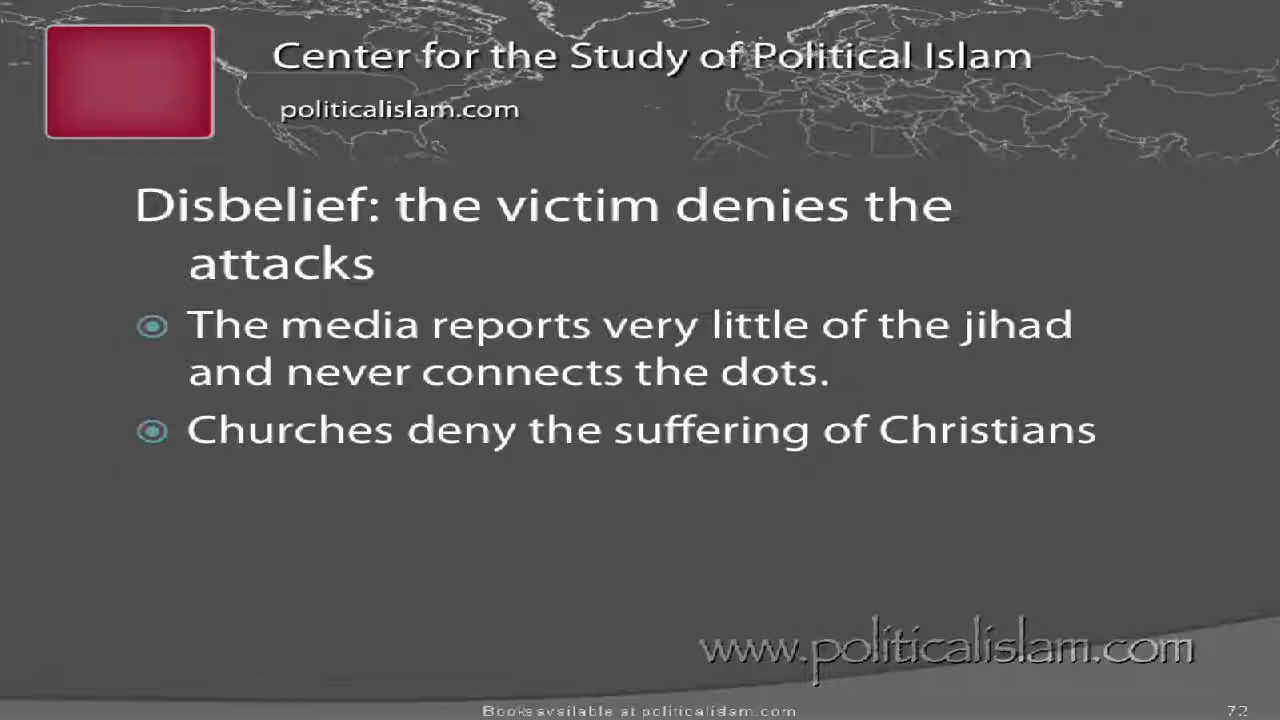 Center for the Study of Political Islam
politicalislam.com
Disbelief: the victim denies the
attacks
The media reports very little of the jihad
and never connects the dots.
Churches deny the suffering of Christians
www.politicalislam.com
Books available at politicalislam.com
72